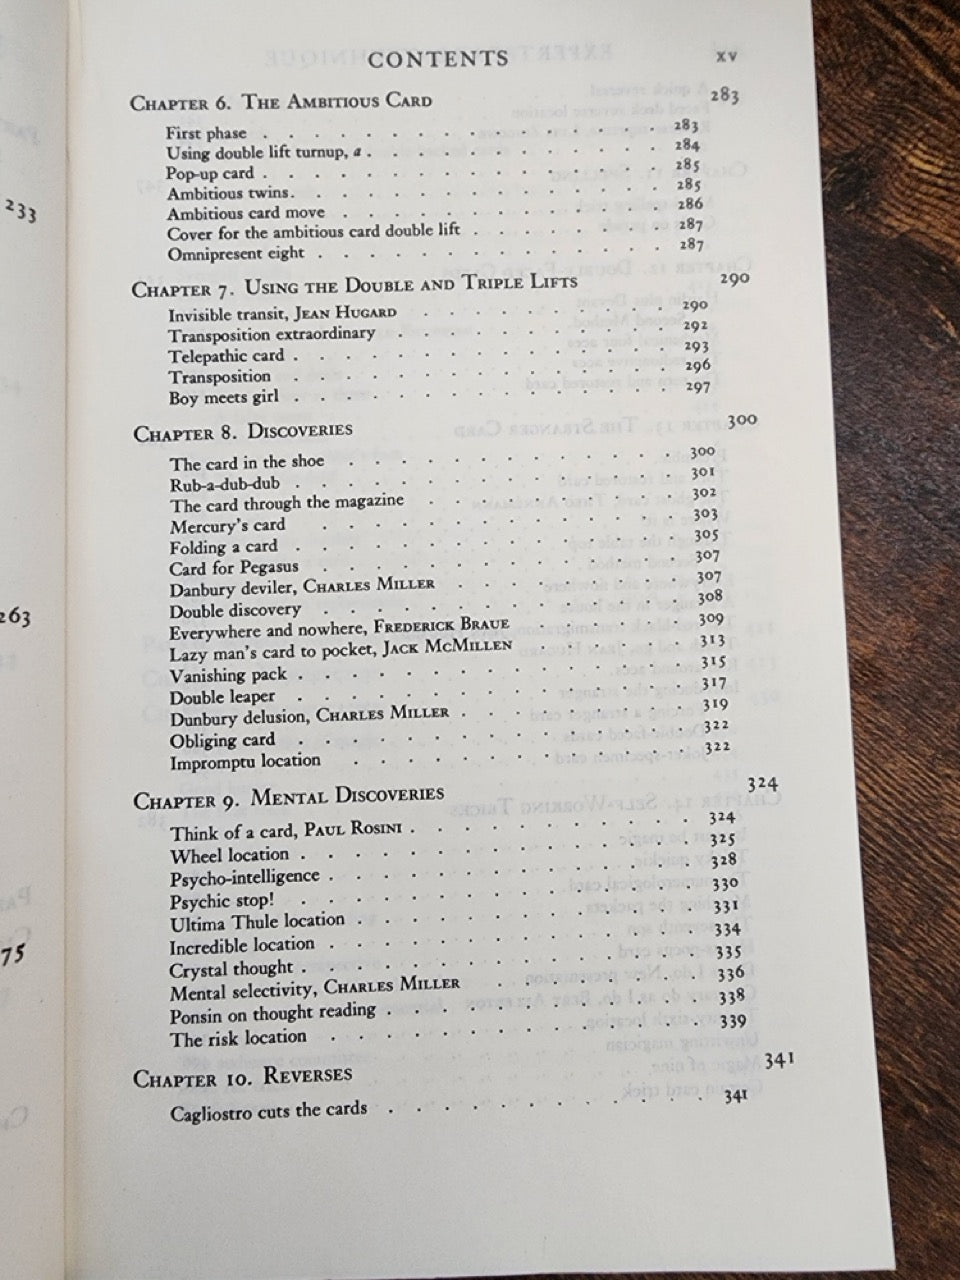 CONTENTS xv
CHAPTER 6. THE AMBITIOUS CARD 283
First phase . . . . . . . . . . . . . . 283
Using double lift turnup, a . . . . . . . . . . . 284
Pop-up card . . . . . . . . . . . . . . 285
Ambitious twins . . . . . . . . . . . . . 285
Ambitious card move . . . . . . . . . . . . 286
Cover for the ambitious card double lift . . . . . . . 287
Omnipresent eight . . . . . . . . . . . . . 287
CHAPTER 7. USING THE DOUBLE AND TRIPLE LIFTS 290
Invisible transit, JEAN HUGARD . . . . . . . . . 290
Transposition extraordinary . . . . . . . . . . 292
Telepathic card . . . . . . . . . . . . . . 293
Transposition . . . . . . . . . . . . . . 296
Boy meets girl . . . . . . . . . . . . . . 297
CHAPTER 8. DISCOVERIES 300
The card in the shoe . . . . . . . . . . . . 300
Rub-a-dub-dub . . . . . . . . . . . . . . 301
The card through the magazine . . . . . . . . . 302
Mercury's card . . . . . . . . . . . . . 303
Folding a card . . . . . . . . . . . . . . 305
Card for Pegasus . . . . . . . . . . . . . 307
Danbury deviler, CHARLES MILLER . . . . . . . . 307
Double discovery . . . . . . . . . . . . . 308
Everywhere and nowhere, FREDERICK BRAUE . . . . . . 309
Lazy man's card to pocket, JACK MCMILLEN . . . . . . 313
Vanishing pack . . . . . . . . . . . . . . 315
Double leaper . . . . . . . . . . . . . . 317
Dunbury delusion, CHARLES MILLER . . . . . . . . 319
Obliging card . . . . . . . . . . . . . . 322
Impromptu location . . . . . . . . . . . . 322
CHAPTER 9. MENTAL DISCOVERIES 324
Think of a card, PAUL ROSINI . . . . . . . . . . 324
Wheel location . . . . . . . . . . . . . . 325
Psycho-intelligence . . . . . . . . . . . . . 328
Psychic stop! . . . . . . . . . . . . . . 330
Ultima Thule location . . . . . . . . . . . . 331
Incredible location . . . . . . . . . . . . . 334
Crystal thought . . . . . . . . . . . . . . 335
Mental selectivity, CHARLES MILLER . . . . . . . . 336
Ponsin on thought reading . . . . . . . . . . . 338
The risk location . . . . . . . . . . . . . 339
CHAPTER 10. REVERSES 341
Cagliostro cuts the cards . . . . . . . . . . . 341
233
263
75